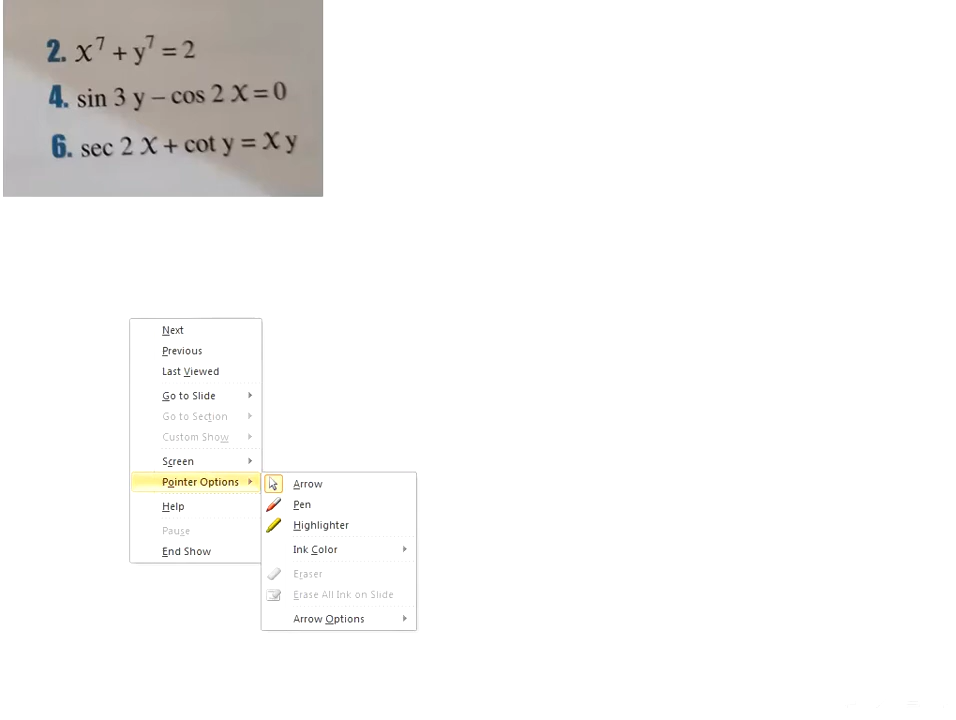 2. x⁷ + y⁷ = 2
4. sin 3 y – cos 2 x = 0
6. sec 2 x + cot y = x y
Next
Previous
Last Viewed
Go to Slide
Go to Section
Custom Show
Screen
Pointer Options
Help
Pause
End Show
Arrow
Pen
Highlighter
Ink Color
Eraser
Erase All Ink on Slide
Arrow Options